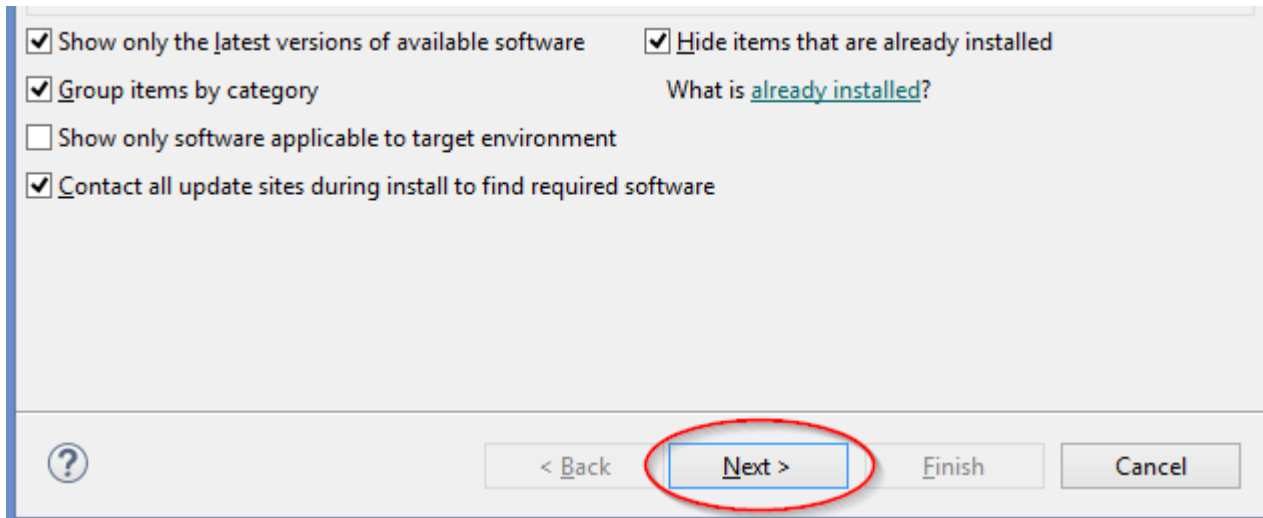 Show only the latest versions of available software
Hide items that are already installed
Group items by category
What is already installed?
Show only software applicable to target environment
Contact all update sites during install to find required software
?
< Back
Next >
Finish
Cancel